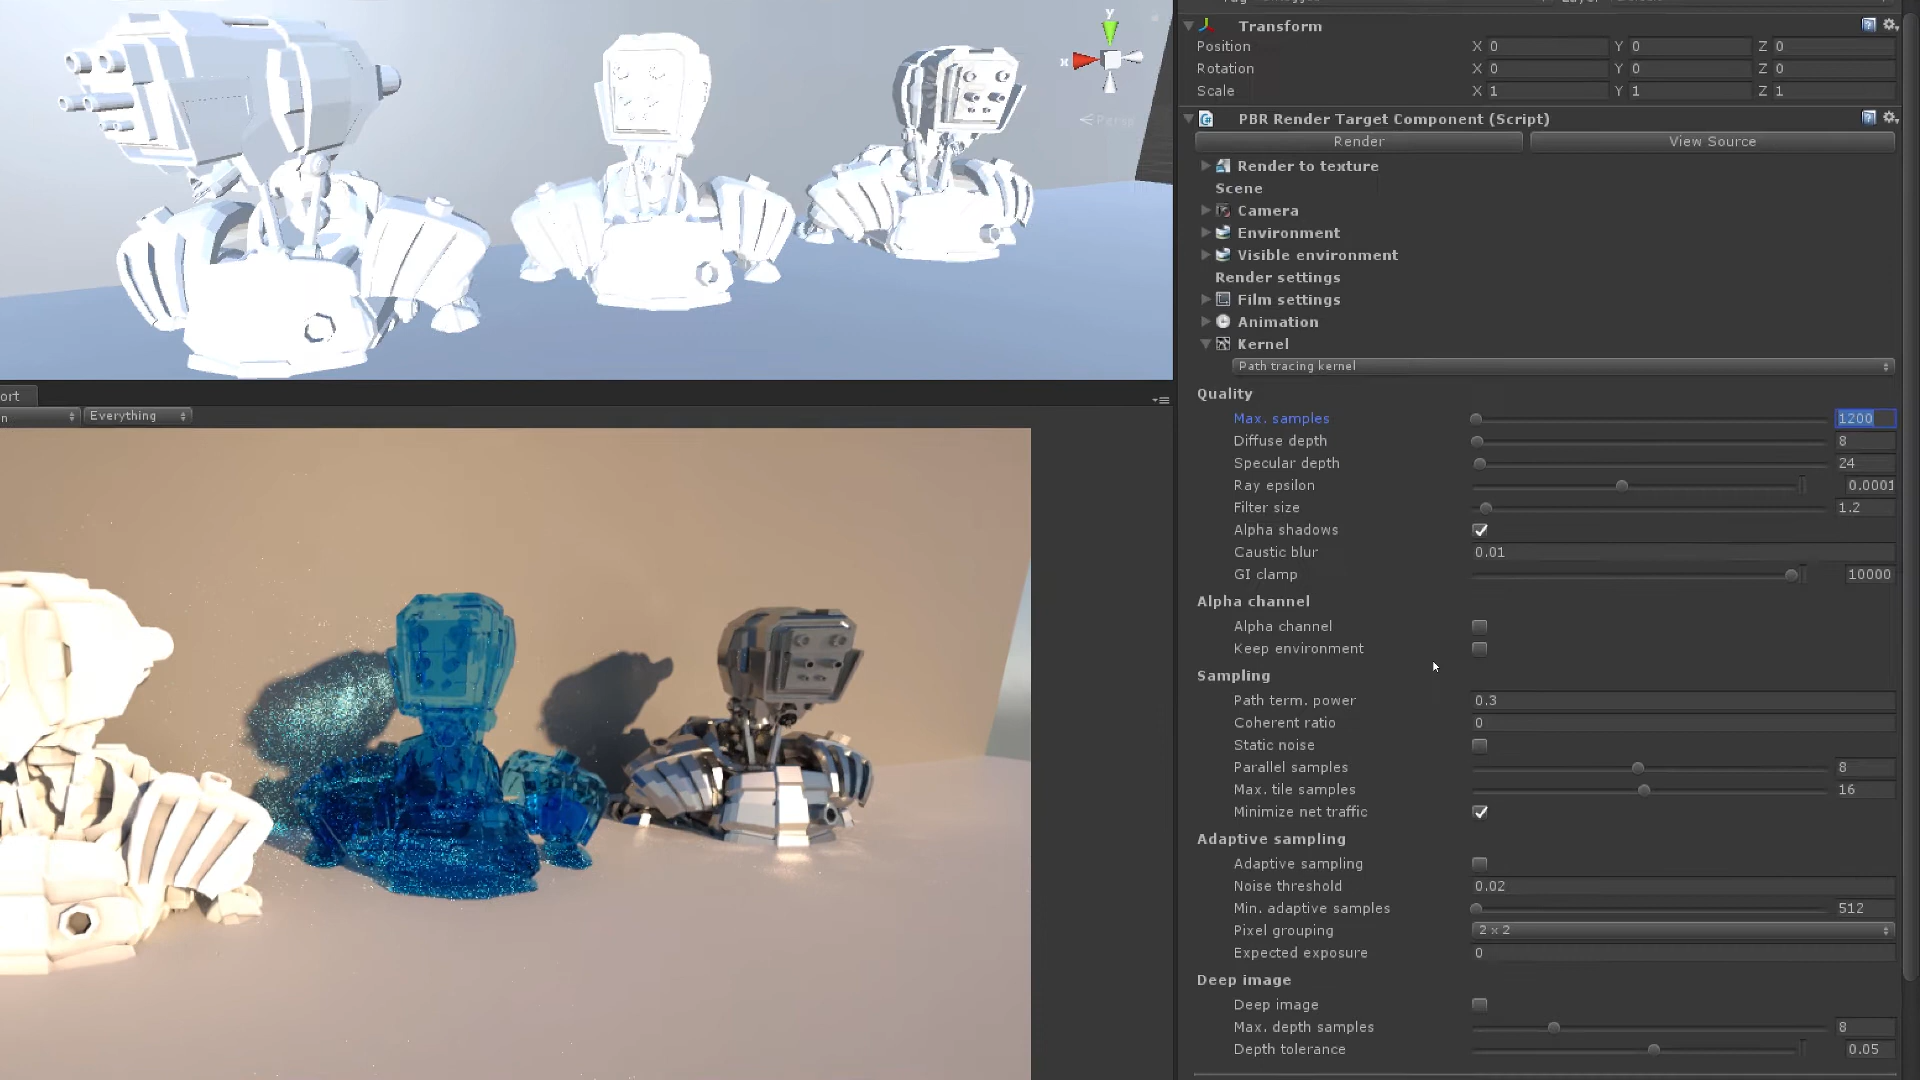 y
x
Persp
ort
n
Everything
Transform
Position X 0 Y 0 Z 0
Rotation X 0 Y 0 Z 0
Scale X 1 Y 1 Z 1
PBR Render Target Component (Script)
Render View Source
Render to texture
Scene
Camera
Environment
Visible environment
Render settings
Film settings
Animation
Kernel
Path tracing kernel
Quality
Max. samples 1200
Diffuse depth 8
Specular depth 24
Ray epsilon 0.0001
Filter size 1.2
Alpha shadows
Caustic blur 0.01
GI clamp 10000
Alpha channel
Alpha channel
Keep environment
Sampling
Path term. power 0.3
Coherent ratio 0
Static noise
Parallel samples 8
Max. tile samples 16
Minimize net traffic
Adaptive sampling
Adaptive sampling
Noise threshold 0.02
Min. adaptive samples 512
Pixel grouping 2 × 2
Expected exposure 0
Deep image
Deep image
Max. depth samples 8
Depth tolerance 0.05